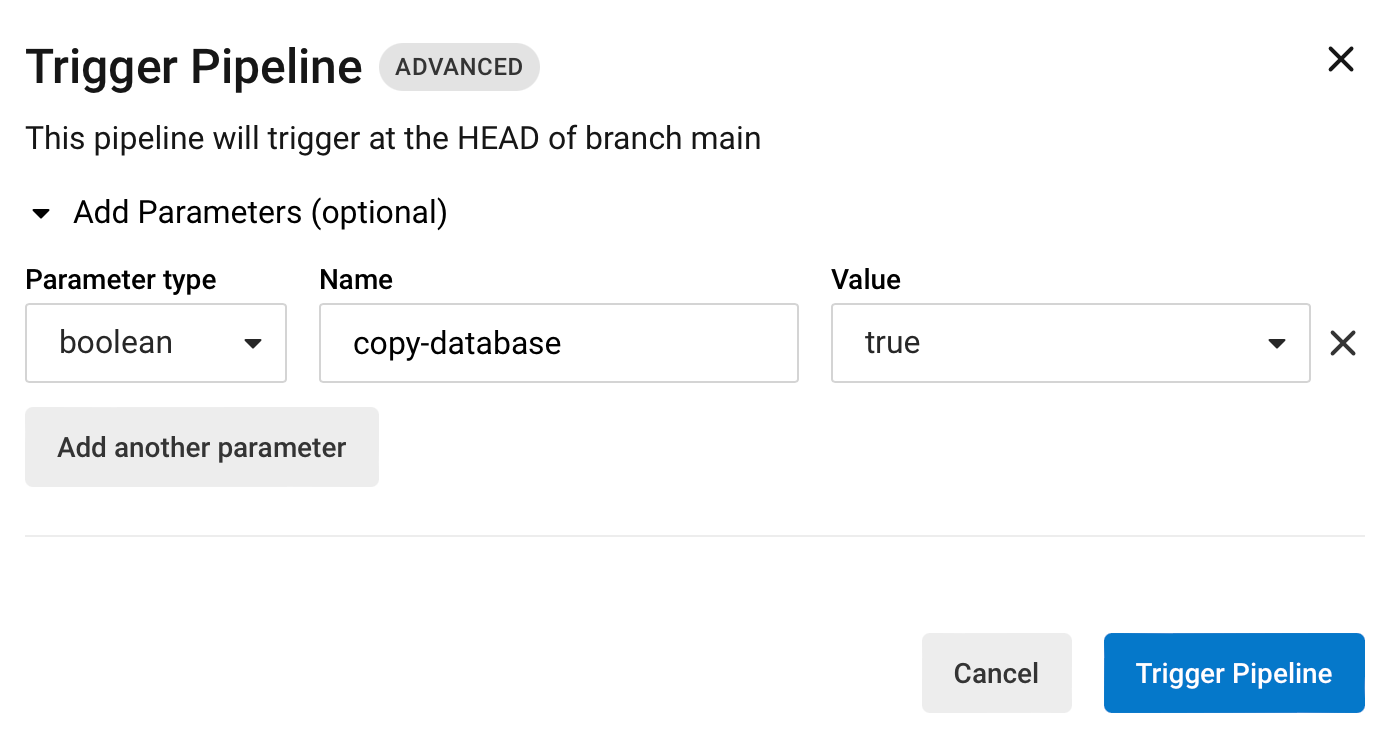 Trigger Pipeline ADVANCED
This pipeline will trigger at the HEAD of branch main
Add Parameters (optional)
Parameter type Name Value
boolean copy-database true
Add another parameter
Cancel Trigger Pipeline